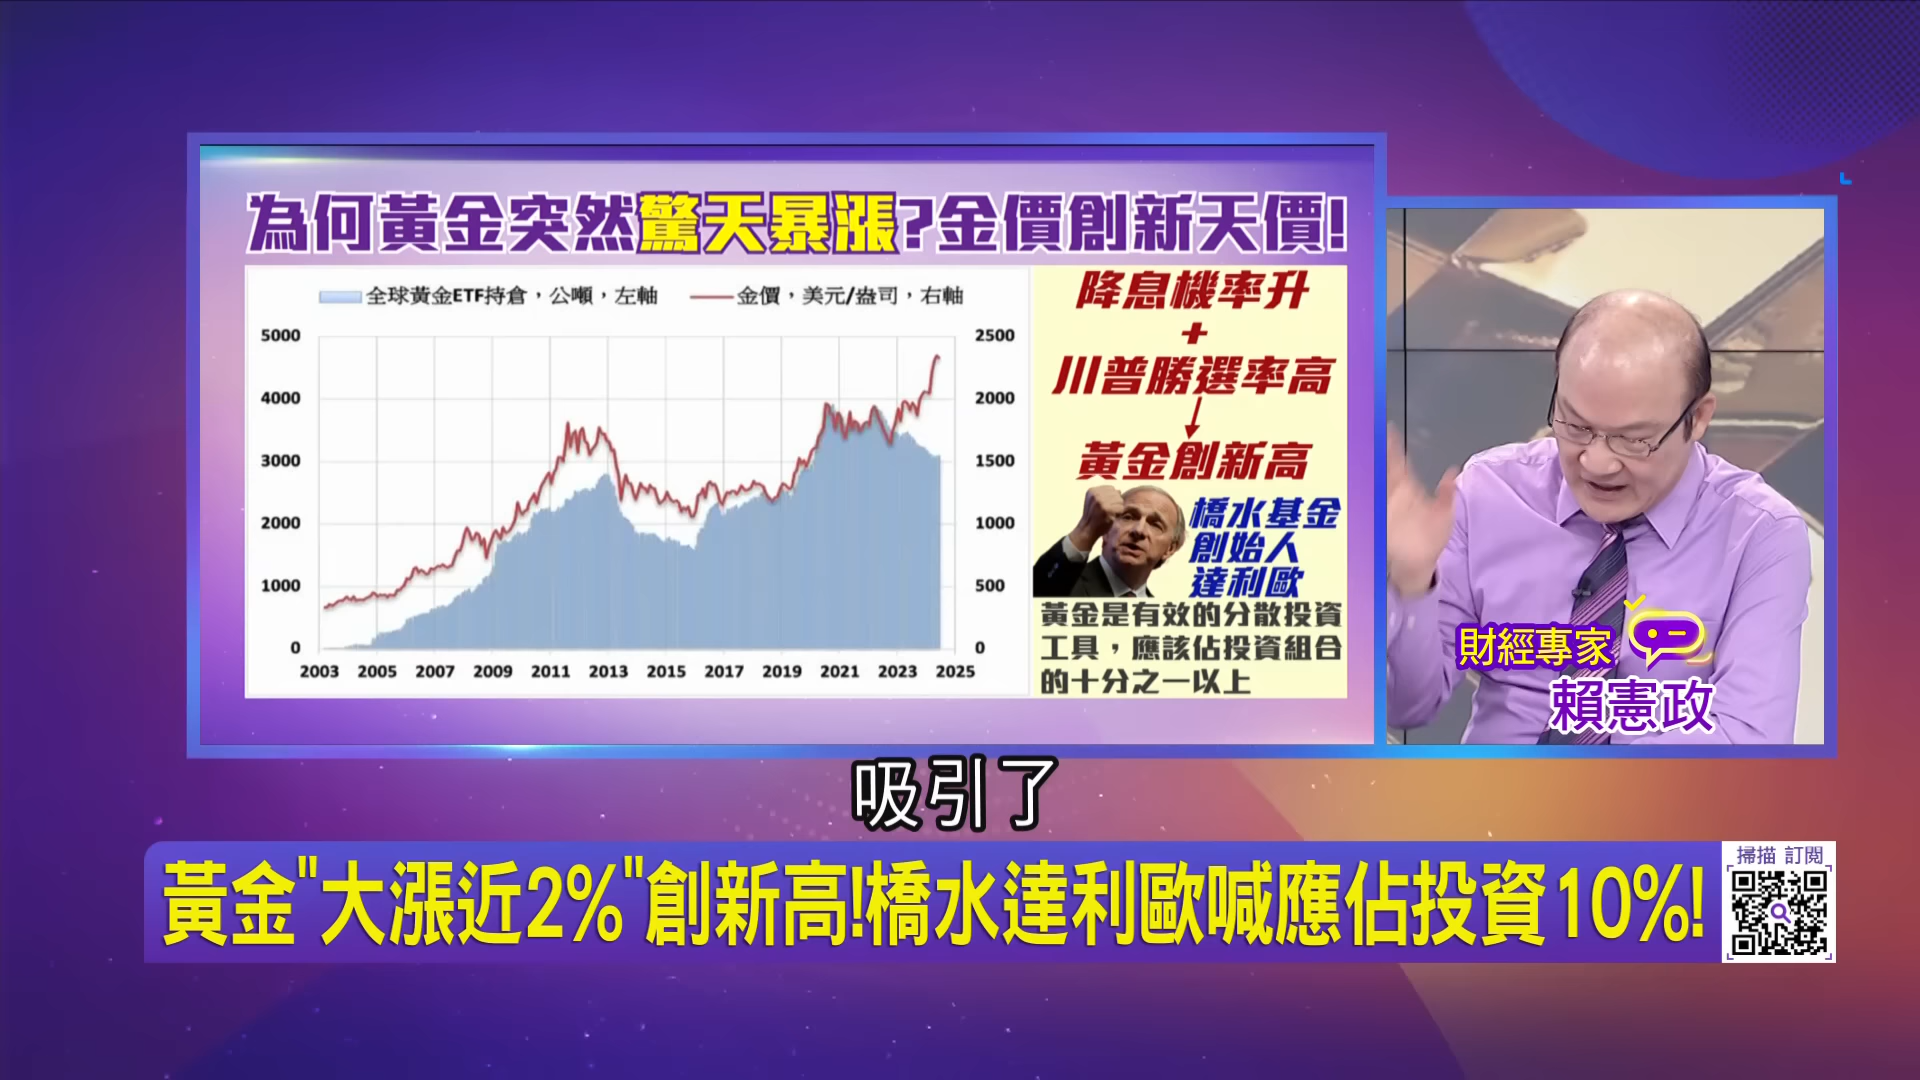 為何黃金突然驚天暴漲?金價創新天價!
全球黃金ETF持倉，公噸，左軸
金價，美元/盎司，右軸
5000
4000
3000
2000
1000
0
2500
2000
1500
1000
500
0
2003 2005 2007 2009 2011 2013 2015 2017 2019 2021 2023 2025
降息機率升
+
川普勝選率高
↓
黃金創新高
橋水基金
創始人
達利歐
黃金是有效的分散投資
工具，應該佔投資組合
的十分之一以上
財經專家
賴憲政
吸引了
黃金"大漲近2%"創新高!橋水達利歐喊應佔投資10%!
掃描 訂閱